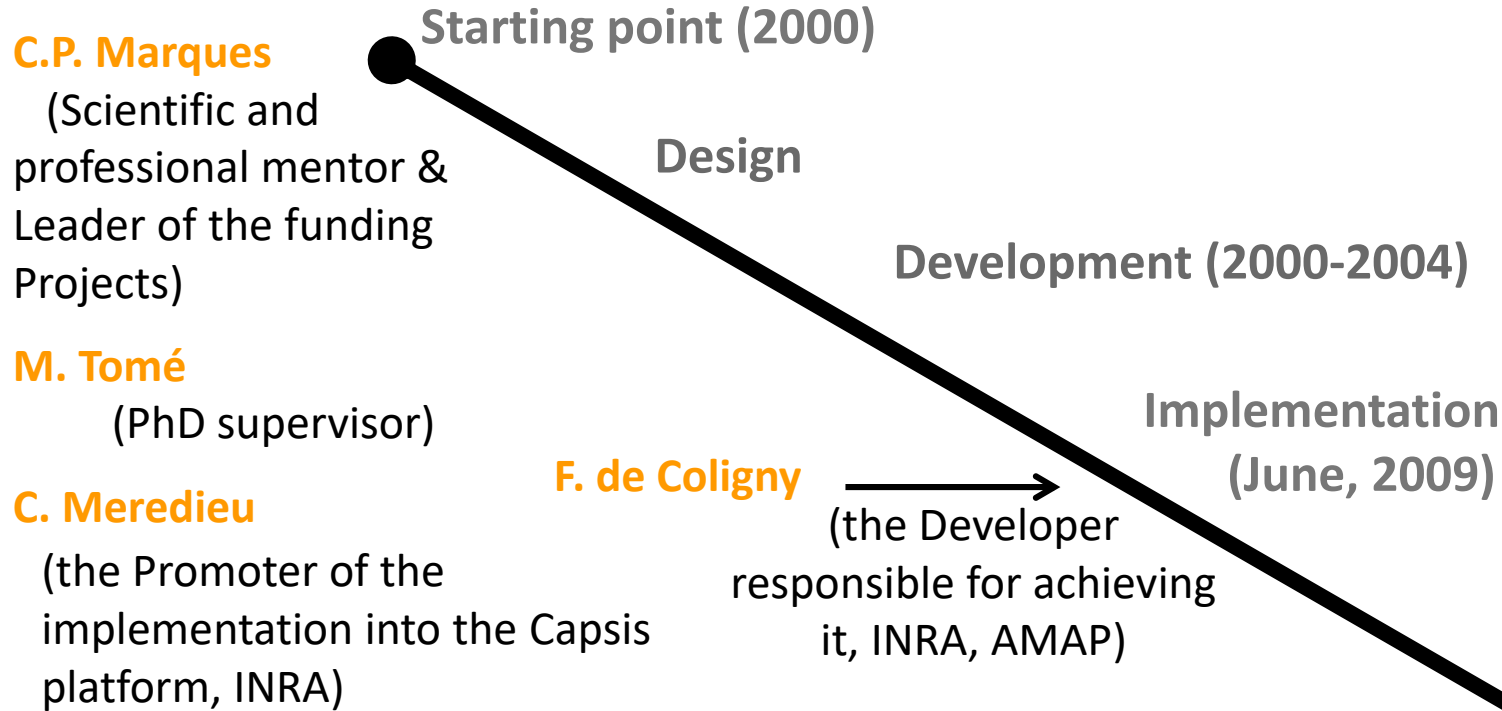 Starting point (2000)
C.P. Marques
(Scientific and
professional mentor &
Leader of the funding
Projects)
Design
Development (2000-2004)
M. Tomé
(PhD supervisor)
Implementation
(June, 2009)
F. de Coligny
(the Developer
responsible for achieving
it, INRA, AMAP)
C. Meredieu
(the Promoter of the
implementation into the Capsis
platform, INRA)